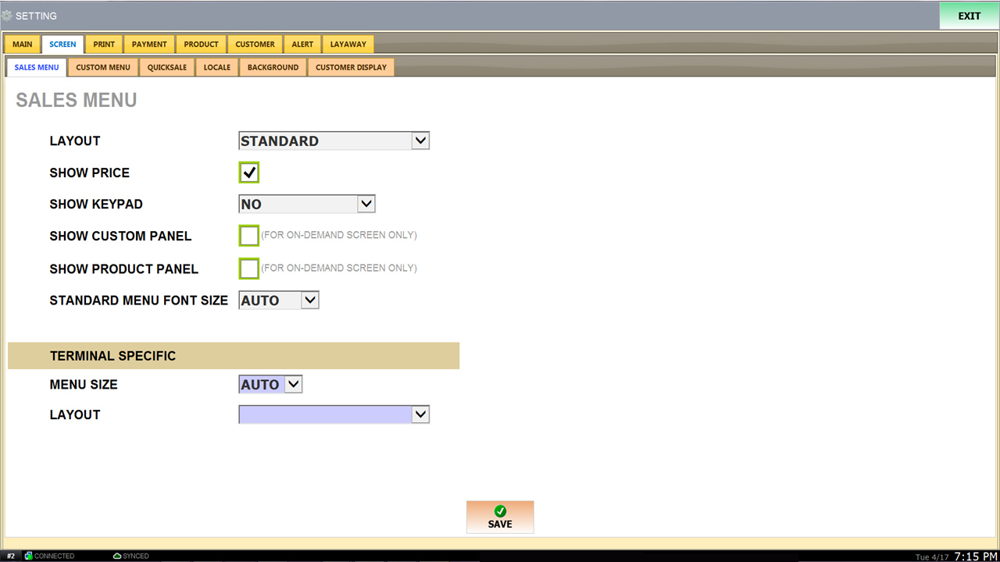 SETTING
EXIT
MAIN SCREEN PRINT PAYMENT PRODUCT CUSTOMER ALERT LAYAWAY
SALES MENU CUSTOM MENU QUICKSALE LOCALE BACKGROUND CUSTOMER DISPLAY
SALES MENU
LAYOUT STANDARD
SHOW PRICE
SHOW KEYPAD NO
SHOW CUSTOM PANEL (FOR ON-DEMAND SCREEN ONLY)
SHOW PRODUCT PANEL (FOR ON-DEMAND SCREEN ONLY)
STANDARD MENU FONT SIZE AUTO
TERMINAL SPECIFIC
MENU SIZE AUTO
LAYOUT
SAVE
#2 CONNECTED SYNCED Tue 4/17 7:15 PM